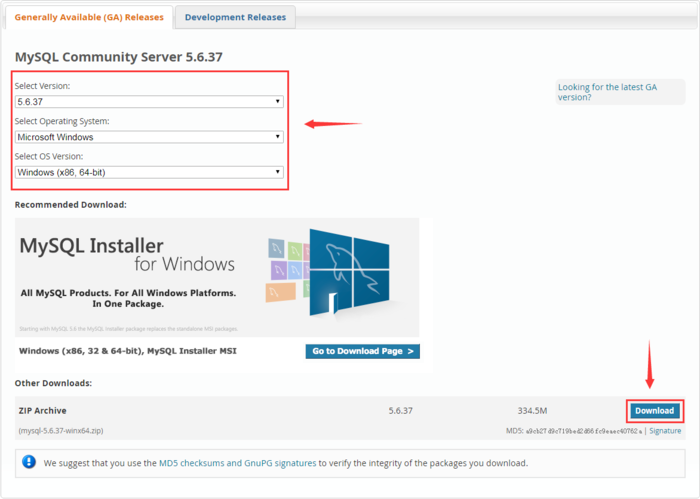 Generally Available (GA) Releases
Development Releases
MySQL Community Server 5.6.37
Select Version:
5.6.37
Looking for the latest GA
version?
Select Operating System:
Microsoft Windows
Select OS Version:
Windows (x86, 64-bit)
Recommended Download:
MySQL Installer
for Windows
All MySQL Products. For All Windows Platforms.
In One Package.
Starting with MySQL 5.6 the MySQL Installer package replaces the standalone MSI packages.
Windows (x86, 32 & 64-bit), MySQL Installer MSI
Go to Download Page >
Other Downloads:
ZIP Archive 5.6.37 334.5M Download
(mysql-5.6.37-winx64.zip) MD5: | Signature
We suggest that you use the MD5 checksums and GnuPG signatures to verify the integrity of the packages you download.